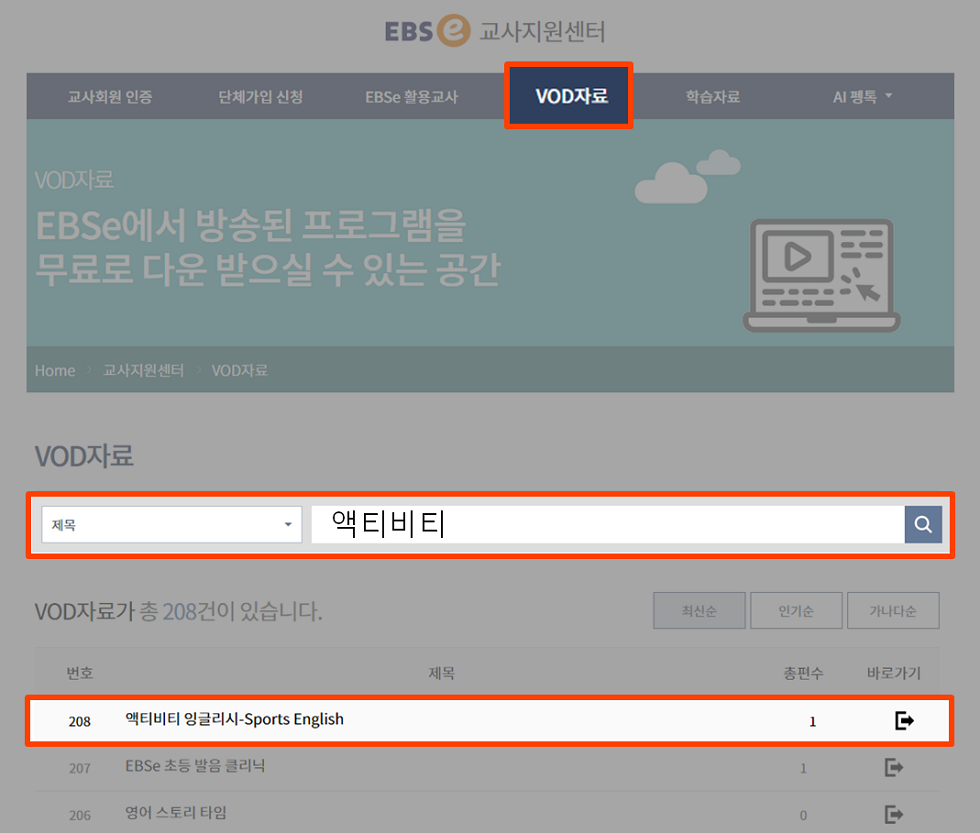 EBS e 교사지원센터
교사회원 인증 단체가입 신청 EBSe 활용교사 VOD자료 학습자료 AI 펭톡
VOD자료
EBSe에서 방송된 프로그램을
무료로 다운 받으실 수 있는 공간
Home 교사지원센터 VOD자료
VOD자료
제목 액티비티
VOD자료가 총 208건이 있습니다. 최신순 인기순 가나다순
번호 제목 총편수 바로가기
208 액티비티 잉글리시-Sports English 1
207 EBSe 초등 발음 클리닉 1
206 영어 스토리 타임 0